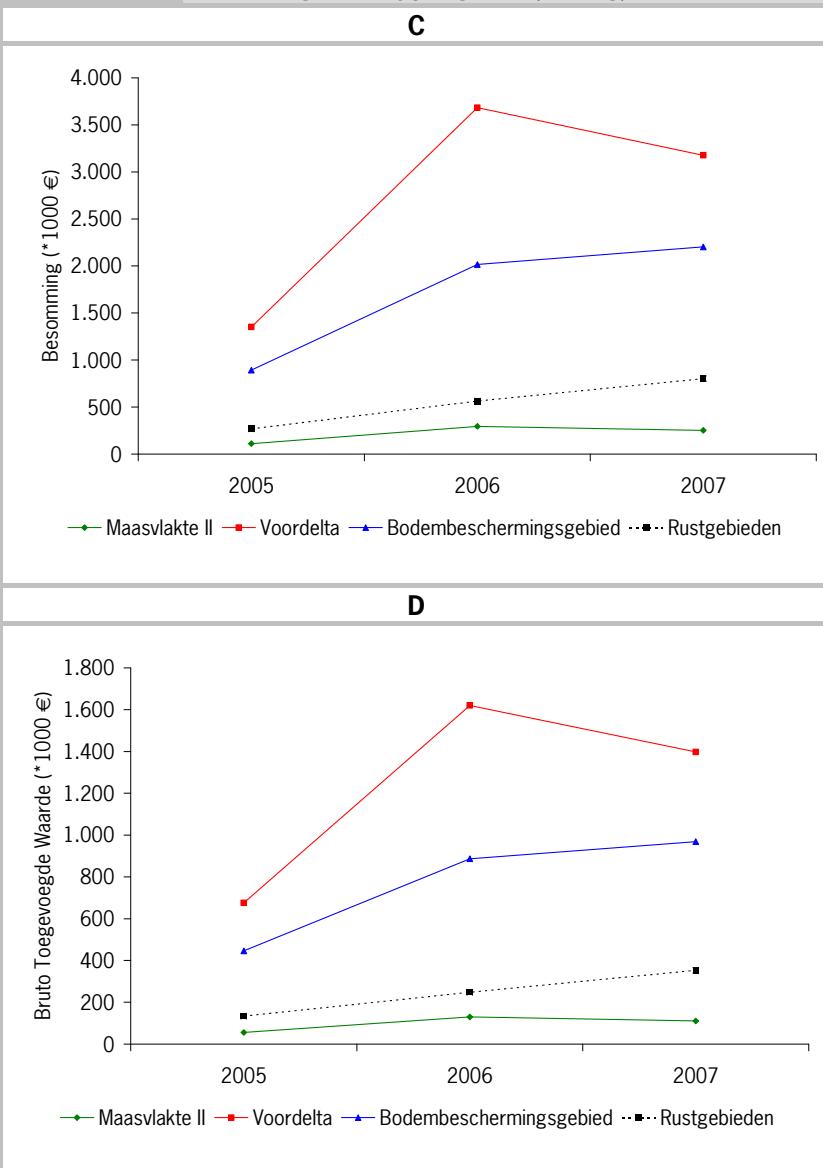 C
4.000
3.500
3.000
2.500
2.000
1.500
1.000
500
0
Besomming (*1000 €)
2005 2006 2007
Maasvlakte II Voordelta Bodembeschermingsgebied Rustgebieden
D
1.800
1.600
1.400
1.200
1.000
800
600
400
200
0
Bruto Toegevoegde Waarde (*1000 €)
2005 2006 2007
Maasvlakte II Voordelta Bodembeschermingsgebied Rustgebieden